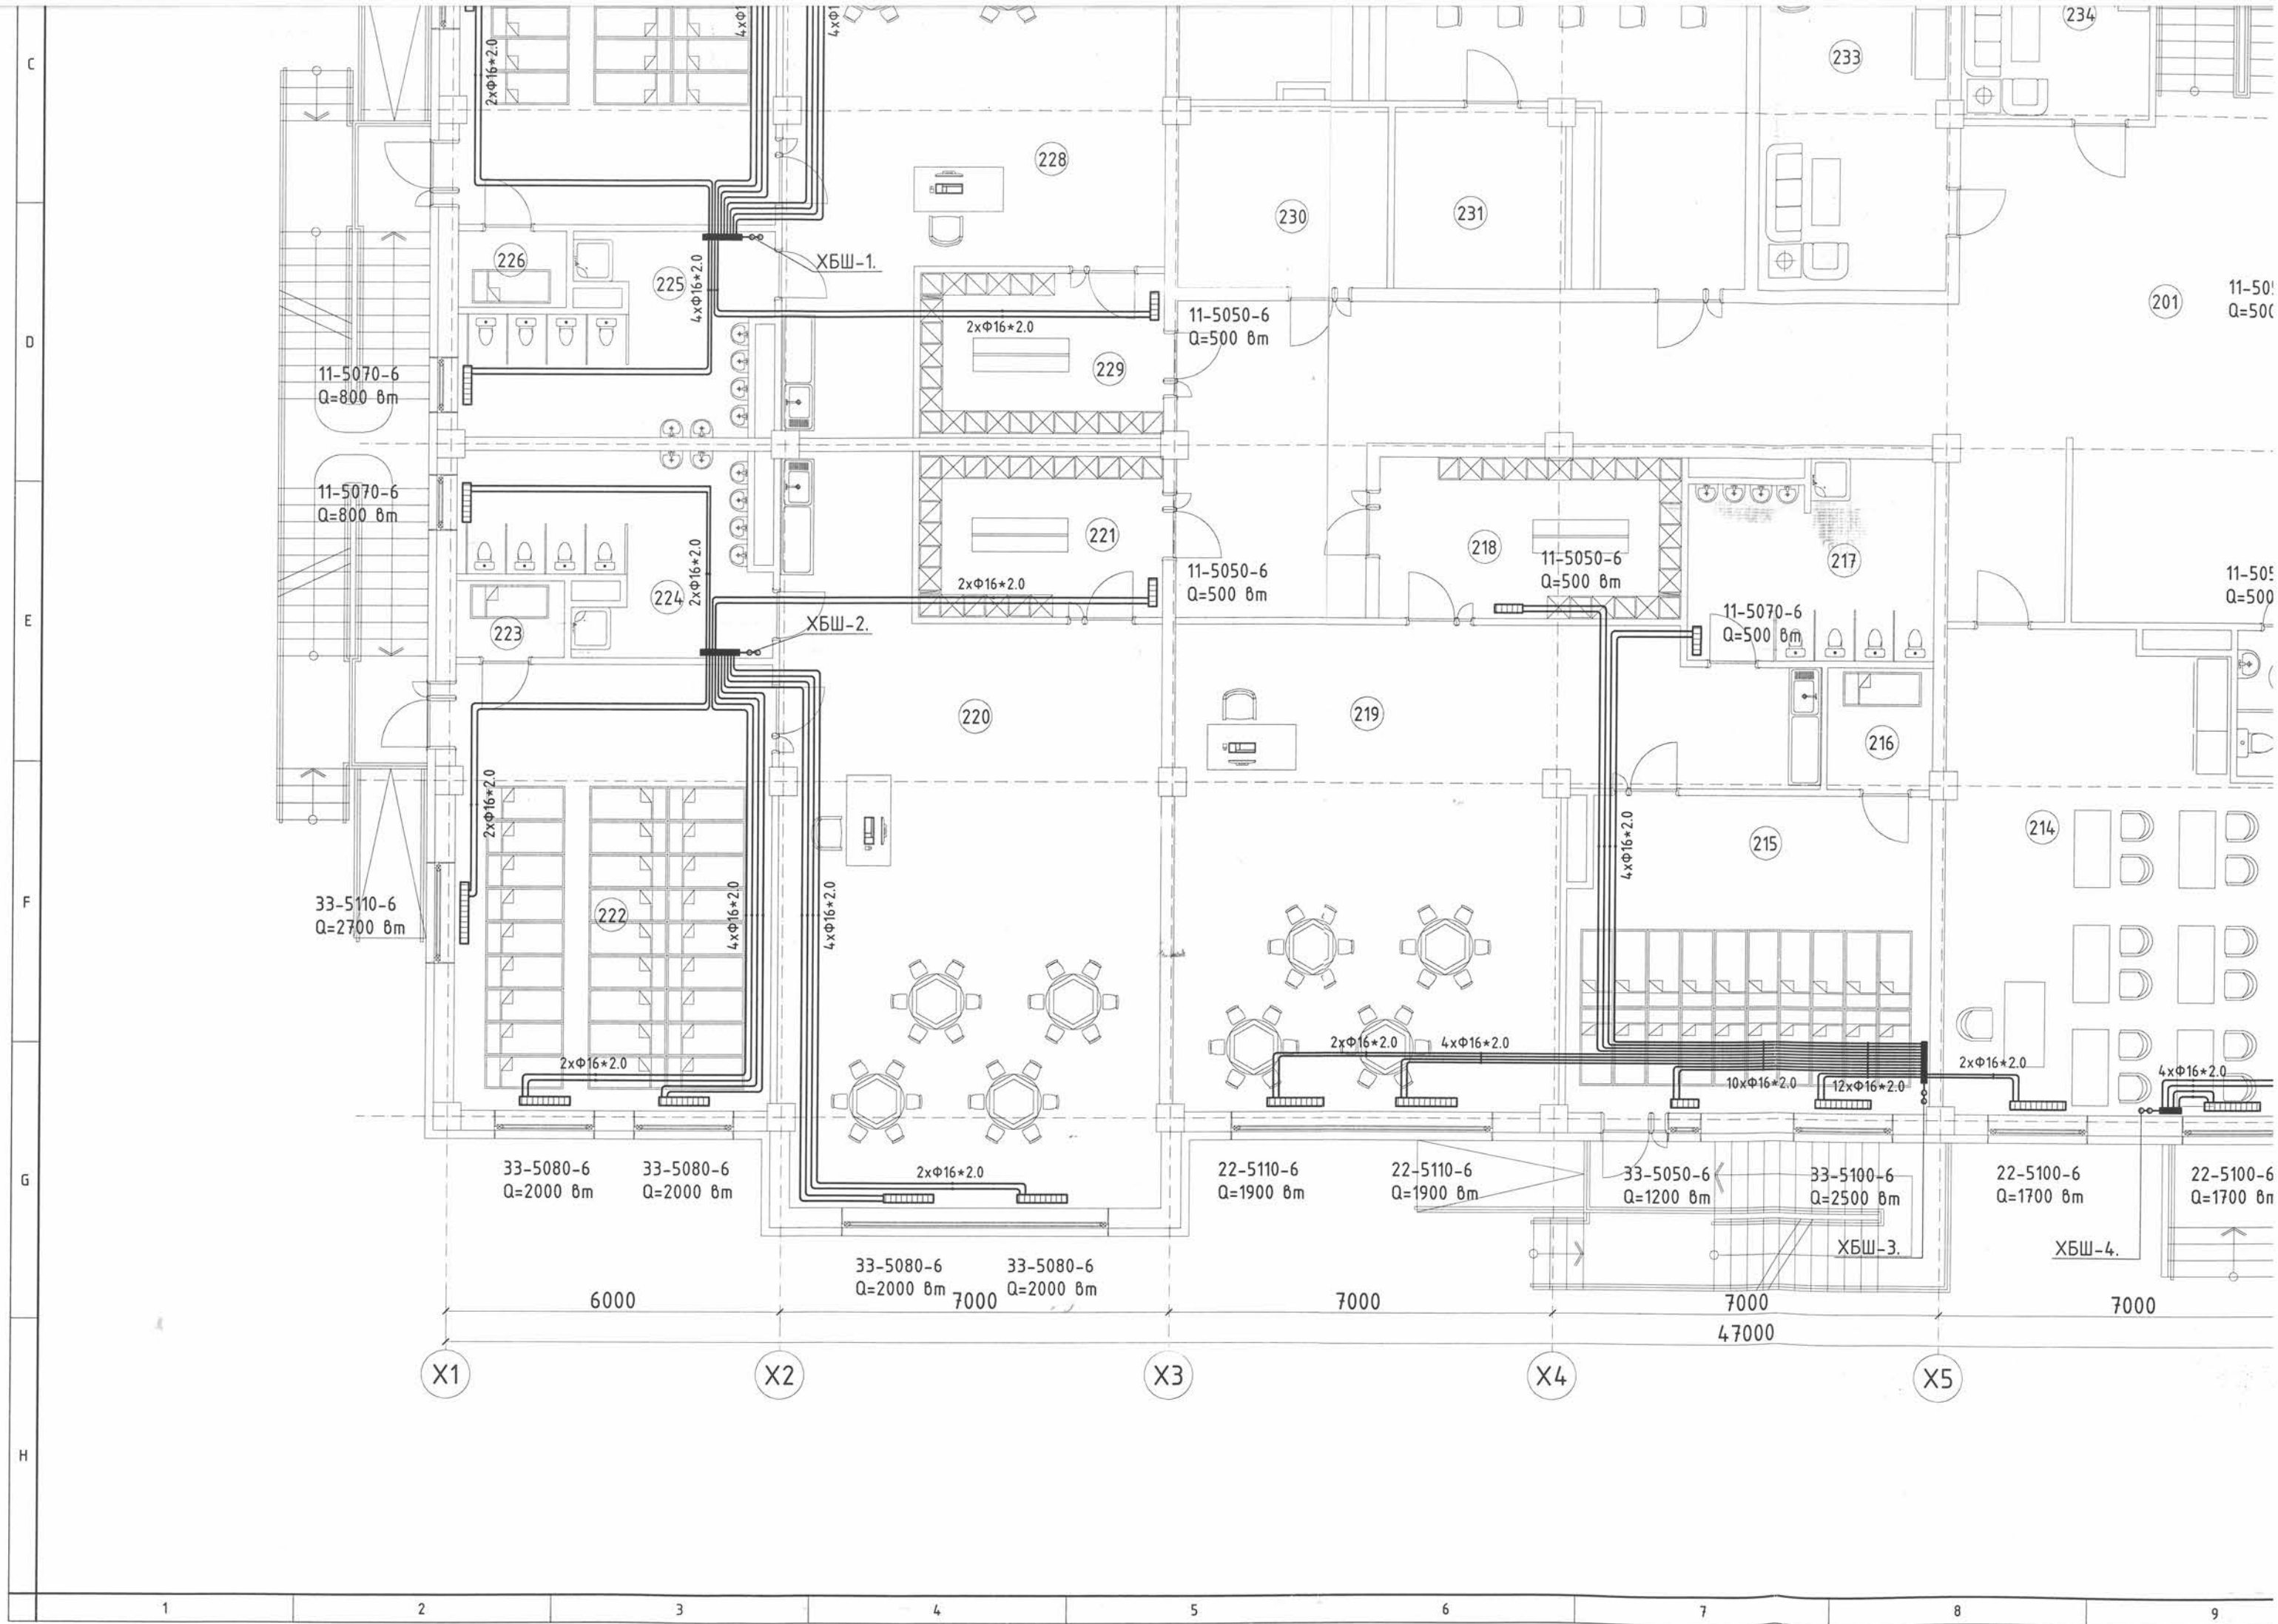 C
D
E
F
G
H
1
2
3
4
5
6
7
8
9
2xФ16*2.0
4xФ1
4xФ1
228
233
234
230
231
226
225
4xФ16*2.0
ХБШ-1.
2xФ16*2.0
11-5050-6
Q=500 вт
229
201
11-50
Q=500
11-5070-6
Q=800 вт
11-5070-6
Q=800 вт
2xФ16*2.0
221
2xФ16*2.0
11-5050-6
Q=500 вт
218
11-5050-6
Q=500 вт
217
11-505
Q=500
224
223
ХБШ-2.
11-5070-6
Q=500 вт
220
219
216
2xФ16*2.0
4xФ16*2.0
215
214
33-5110-6
Q=2700 вт
222
4xФ16*2.0
4xФ16*2.0
2xФ16*2.0
2xФ16*2.0
4xФ16*2.0
10xФ16*2.0
12xФ16*2.0
2xФ16*2.0
4xФ16*2.0
33-5080-6
Q=2000 вт
33-5080-6
Q=2000 вт
2xФ16*2.0
22-5110-6
Q=1900 вт
22-5110-6
Q=1900 вт
33-5050-6
Q=1200 вт
33-5100-6
Q=2500 вт
22-5100-6
Q=1700 вт
22-5100-6
Q=1700 вт
ХБШ-3.
ХБШ-4.
33-5080-6
Q=2000 вт
33-5080-6
Q=2000 вт
6000
7000
7000
7000
7000
47000
X1
X2
X3
X4
X5